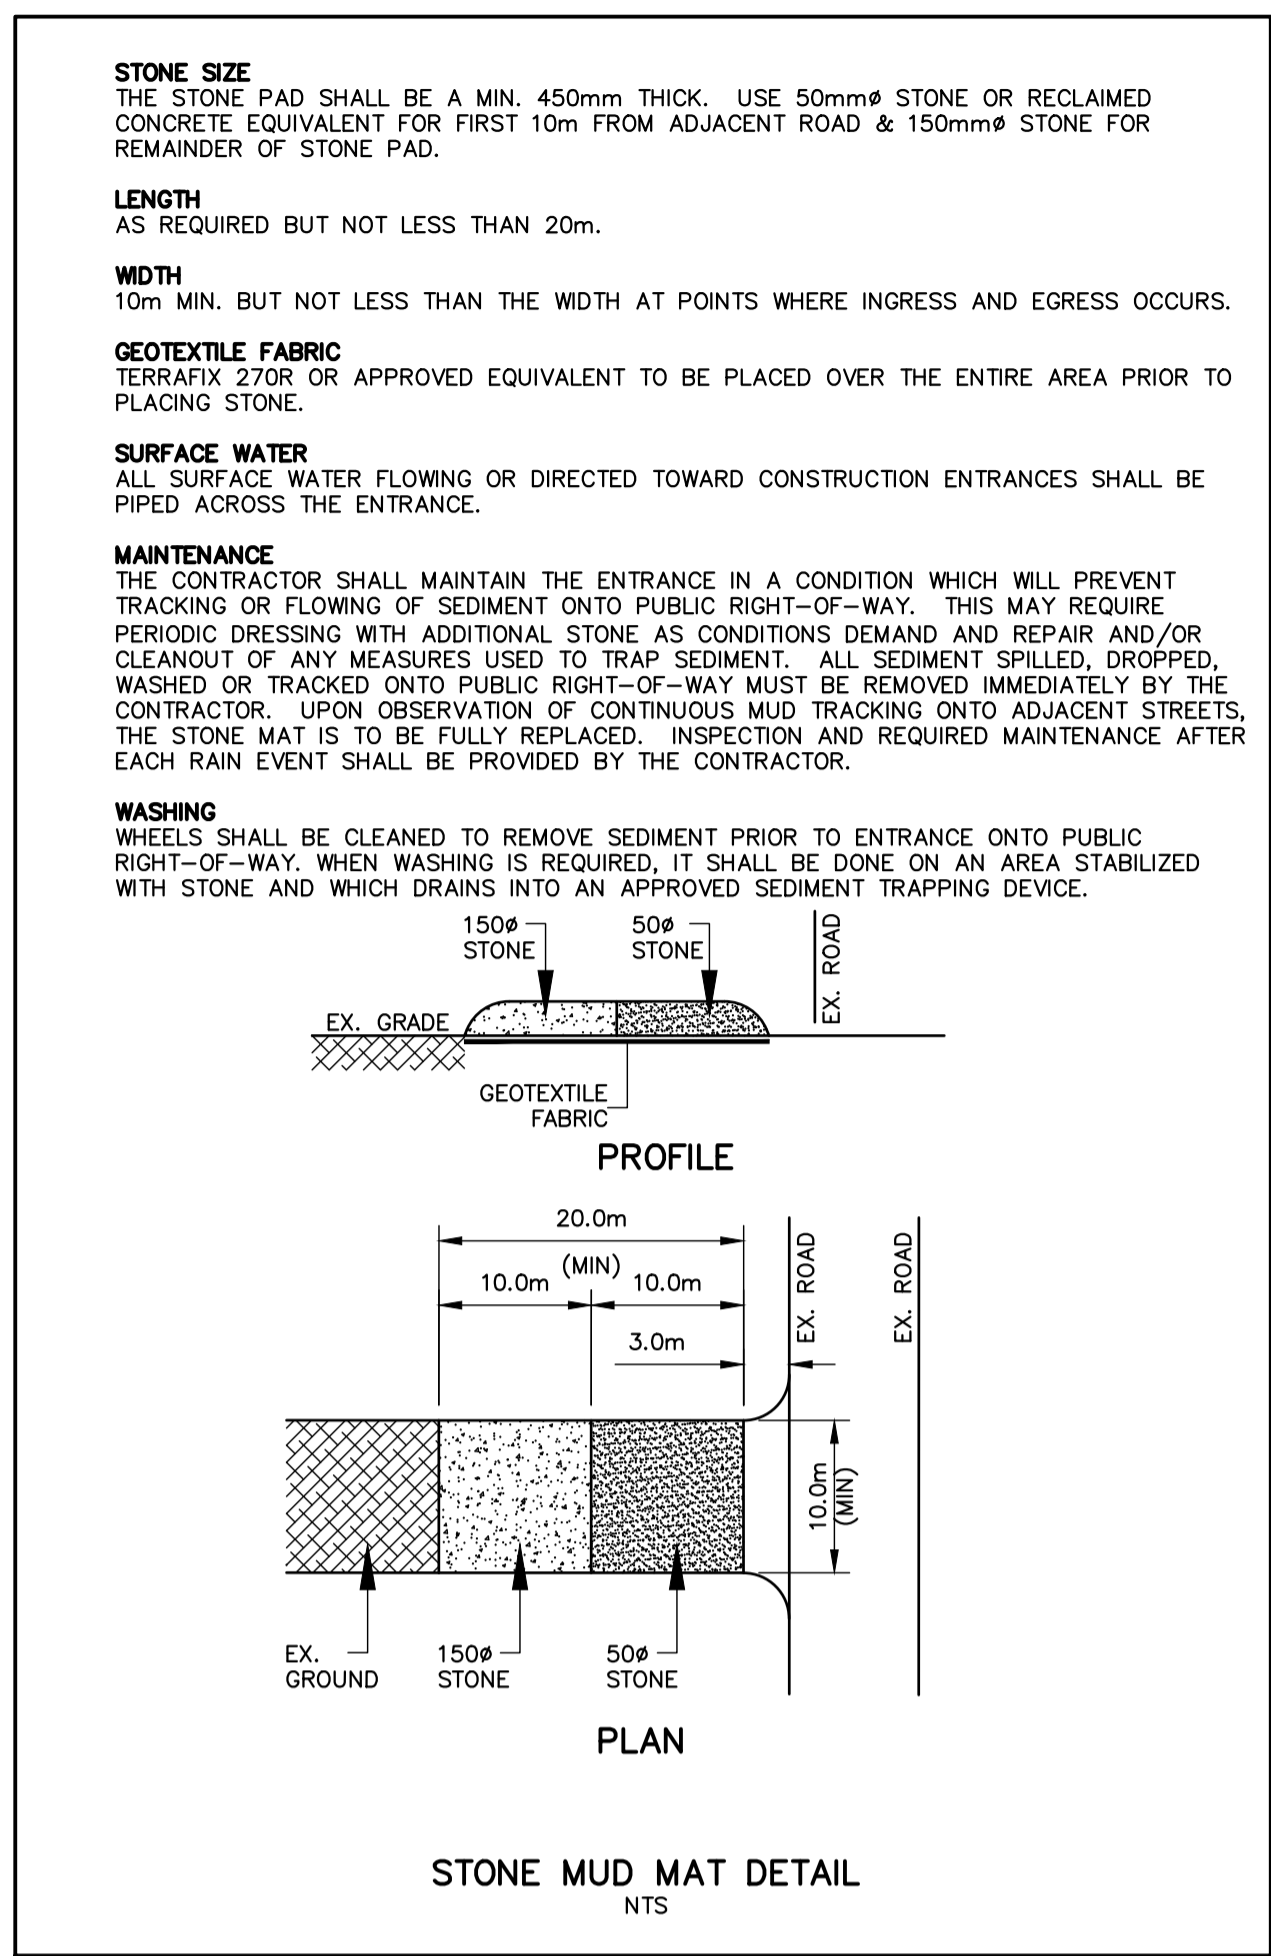 STONE SIZE
THE STONE PAD SHALL BE A MIN. 450mm THICK. USE 50mmø STONE OR RECLAIMED
CONCRETE EQUIVALENT FOR FIRST 10m FROM ADJACENT ROAD & 150mmø STONE FOR
REMAINDER OF STONE PAD.
LENGTH
AS REQUIRED BUT NOT LESS THAN 20m.
WIDTH
10m MIN. BUT NOT LESS THAN THE WIDTH AT POINTS WHERE INGRESS AND EGRESS OCCURS.
GEOTEXTILE FABRIC
TERRAFIX 270R OR APPROVED EQUIVALENT TO BE PLACED OVER THE ENTIRE AREA PRIOR TO
PLACING STONE.
SURFACE WATER
ALL SURFACE WATER FLOWING OR DIRECTED TOWARD CONSTRUCTION ENTRANCES SHALL BE
PIPED ACROSS THE ENTRANCE.
MAINTENANCE
THE CONTRACTOR SHALL MAINTAIN THE ENTRANCE IN A CONDITION WHICH WILL PREVENT
TRACKING OR FLOWING OF SEDIMENT ONTO PUBLIC RIGHT-OF-WAY. THIS MAY REQUIRE
PERIODIC DRESSING WITH ADDITIONAL STONE AS CONDITIONS DEMAND AND REPAIR AND/OR
CLEANOUT OF ANY MEASURES USED TO TRAP SEDIMENT. ALL SEDIMENT SPILLED, DROPPED,
WASHED OR TRACKED ONTO PUBLIC RIGHT-OF-WAY MUST BE REMOVED IMMEDIATELY BY THE
CONTRACTOR. UPON OBSERVATION OF CONTINUOUS MUD TRACKING ONTO ADJACENT STREETS,
THE STONE MAT IS TO BE FULLY REPLACED. INSPECTION AND REQUIRED MAINTENANCE AFTER
EACH RAIN EVENT SHALL BE PROVIDED BY THE CONTRACTOR.
WASHING
WHEELS SHALL BE CLEANED TO REMOVE SEDIMENT PRIOR TO ENTRANCE ONTO PUBLIC
RIGHT-OF-WAY. WHEN WASHING IS REQUIRED, IT SHALL BE DONE ON AN AREA STABILIZED
WITH STONE AND WHICH DRAINS INTO AN APPROVED SEDIMENT TRAPPING DEVICE.
150ø
STONE
50ø
STONE
EX. ROAD
EX. GRADE
GEOTEXTILE
FABRIC
PROFILE
20.0m
(MIN)
10.0m
10.0m
3.0m
EX. ROAD
EX. ROAD
10.0m
(MIN)
EX.
GROUND
150ø
STONE
50ø
STONE
PLAN
STONE MUD MAT DETAIL
NTS